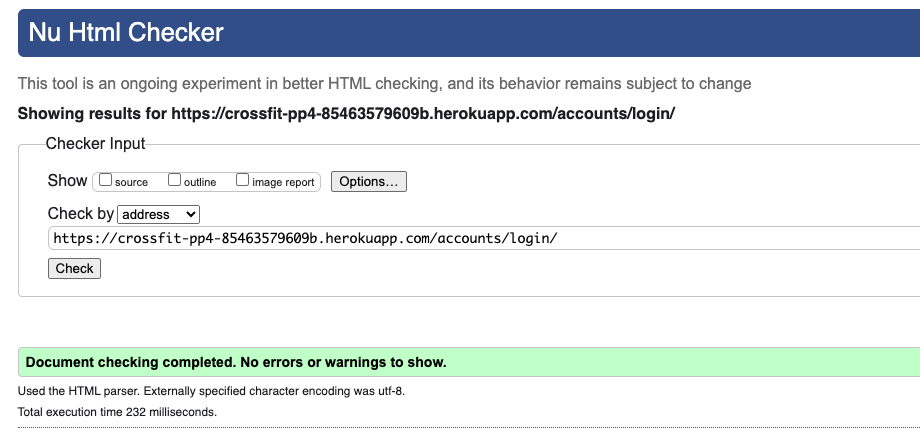 Nu Html Checker
This tool is an ongoing experiment in better HTML checking, and its behavior remains subject to change
Showing results for https://crossfit-pp4-85463579609b.herokuapp.com/accounts/login/
Checker Input
Show source outline image report Options...
Check by address
https://crossfit-pp4-85463579609b.herokuapp.com/accounts/login/
Check
Document checking completed. No errors or warnings to show.
Used the HTML parser. Externally specified character encoding was utf-8.
Total execution time 232 milliseconds.